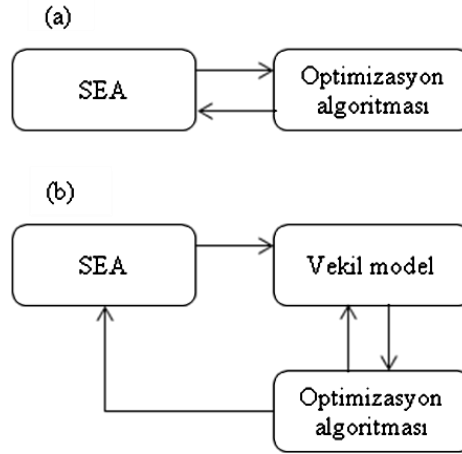 (a)
SEA
Optimizasyon
algoritması
(b)
SEA
Vekil model
Optimizasyon
algoritması